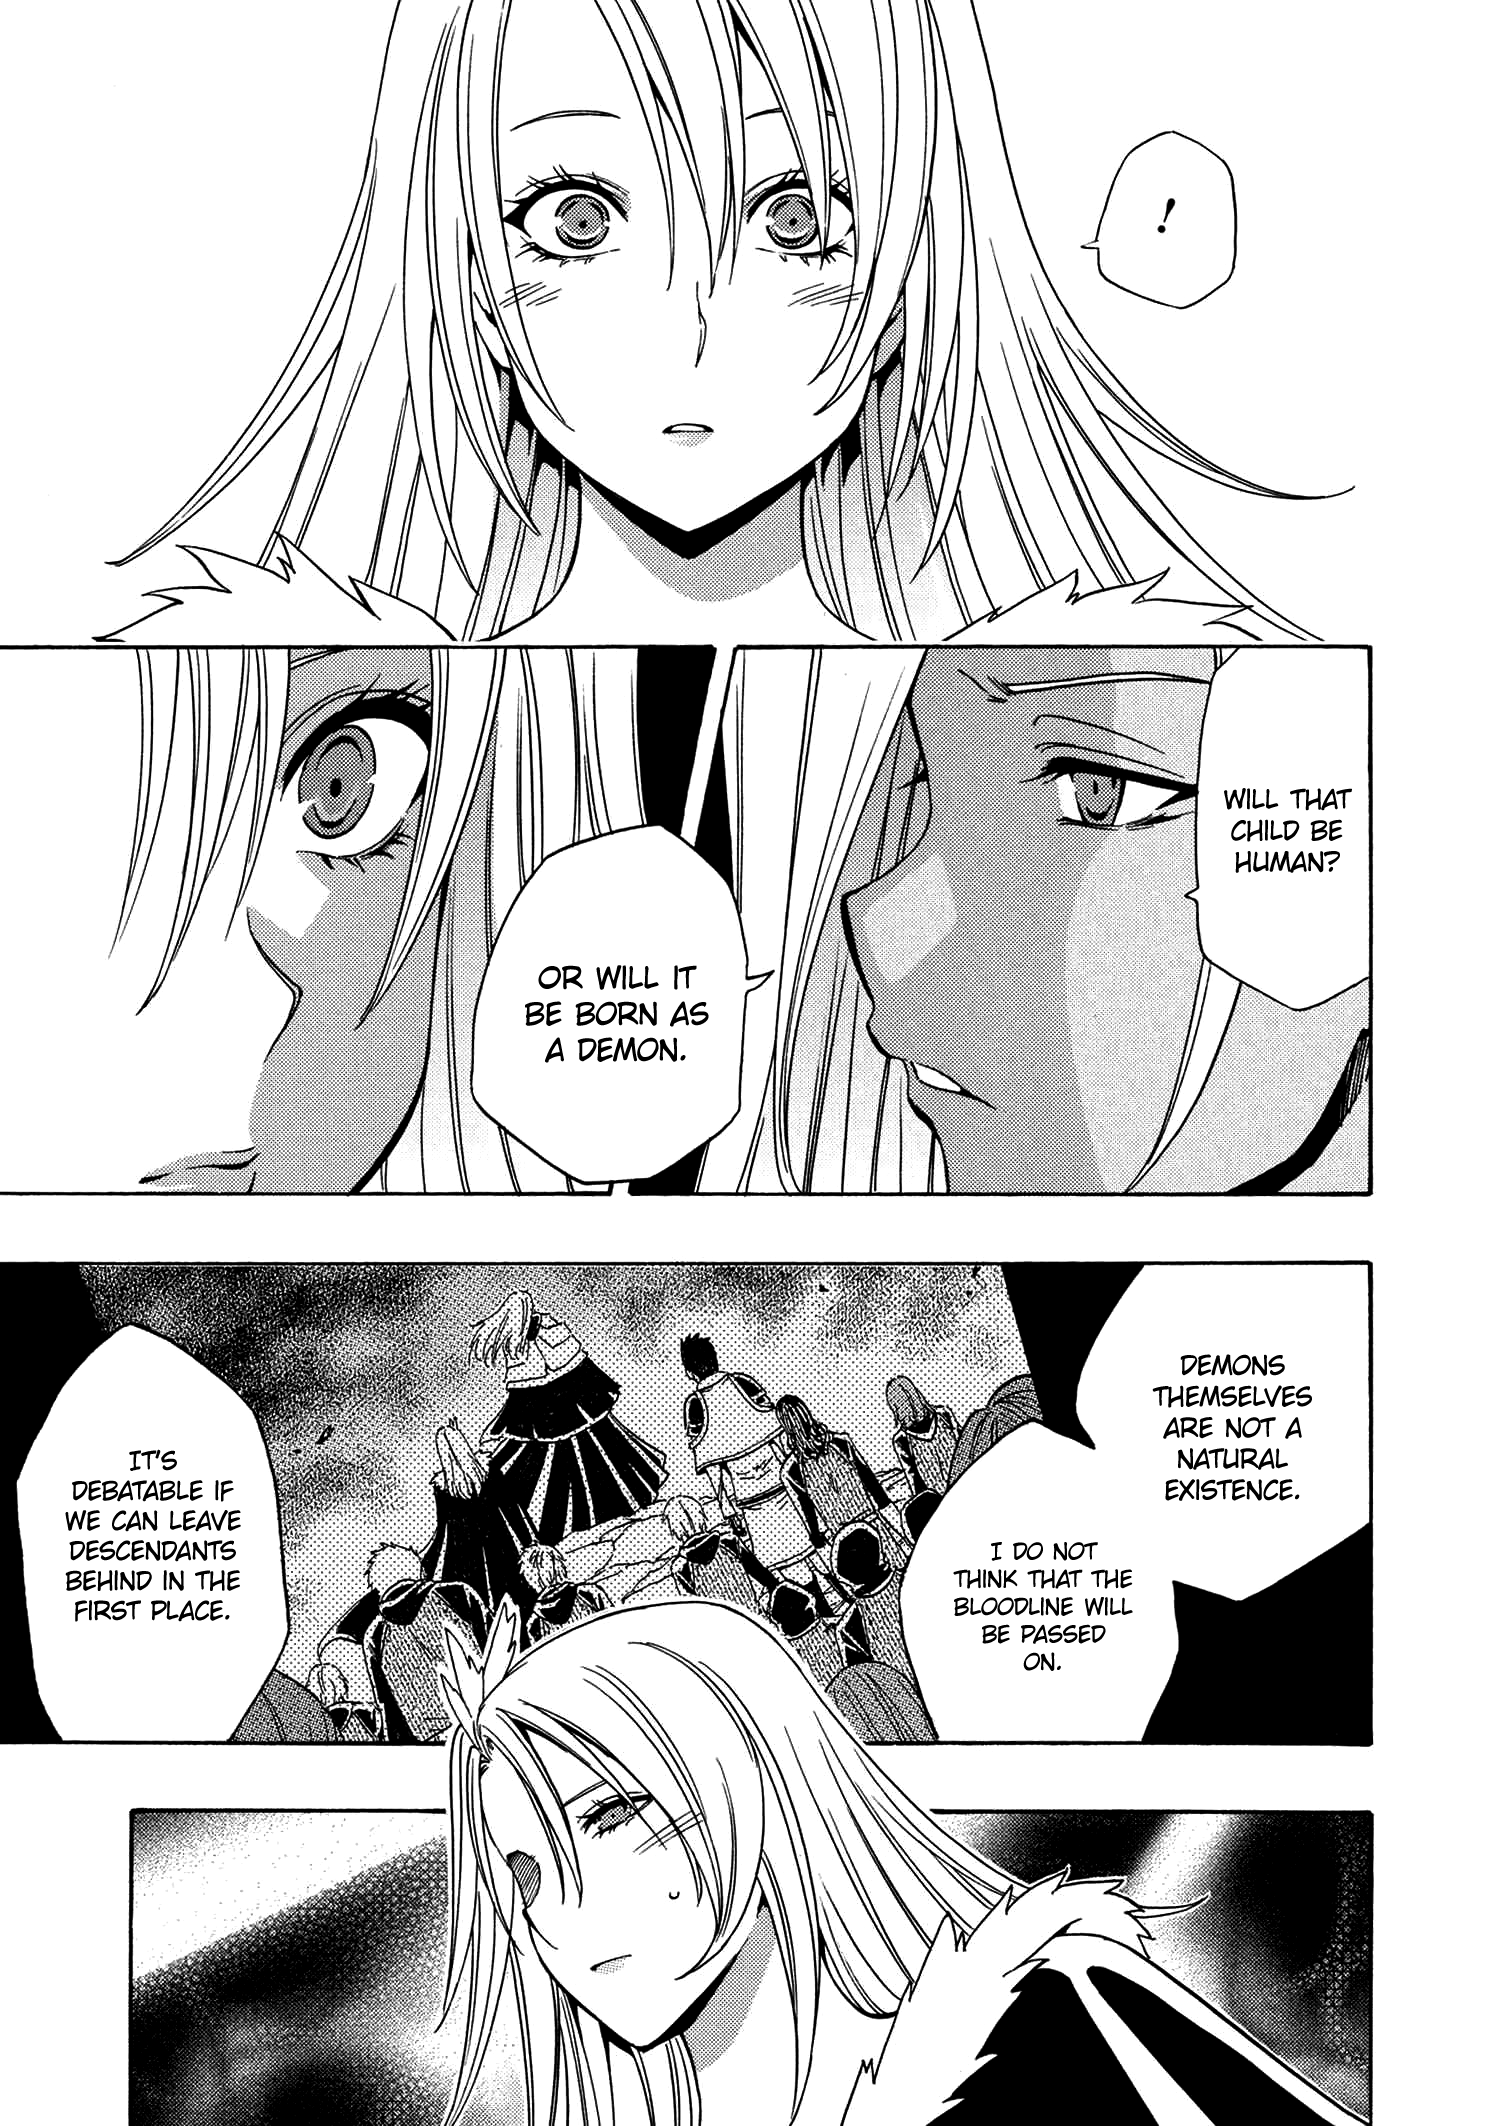 !
WILL THAT
CHILD BE
HUMAN?
OR WILL IT
BE BORN AS
A DEMON.
DEMONS
THEMSELVES
ARE NOT A
NATURAL
EXISTENCE.
I DO NOT
THINK THAT THE
BLOODLINE WILL
BE PASSED
ON.
IT'S
DEBATABLE IF
WE CAN LEAVE
DESCENDANTS
BEHIND IN THE
FIRST PLACE.